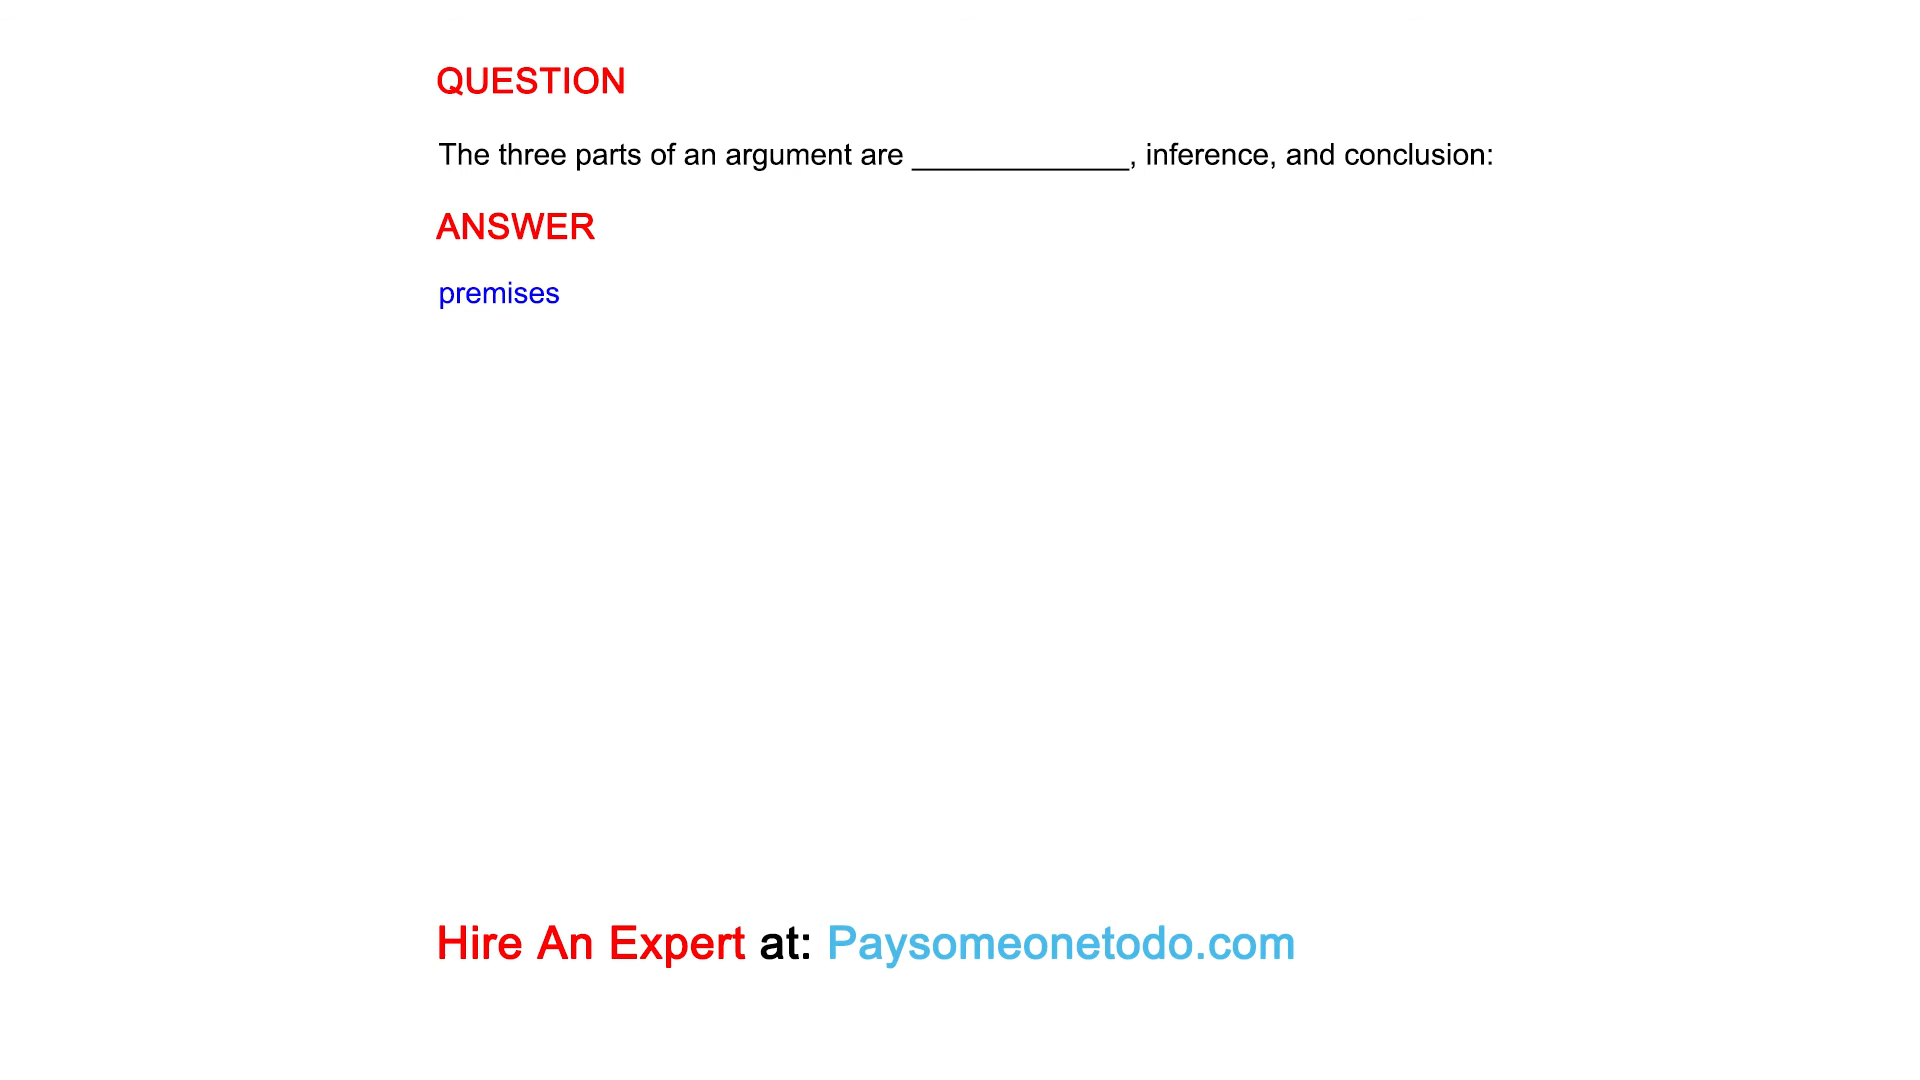 QUESTION
The three parts of an argument are _____________, inference, and conclusion:
ANSWER
premises
Hire An Expert at: Paysomeonetodo.com